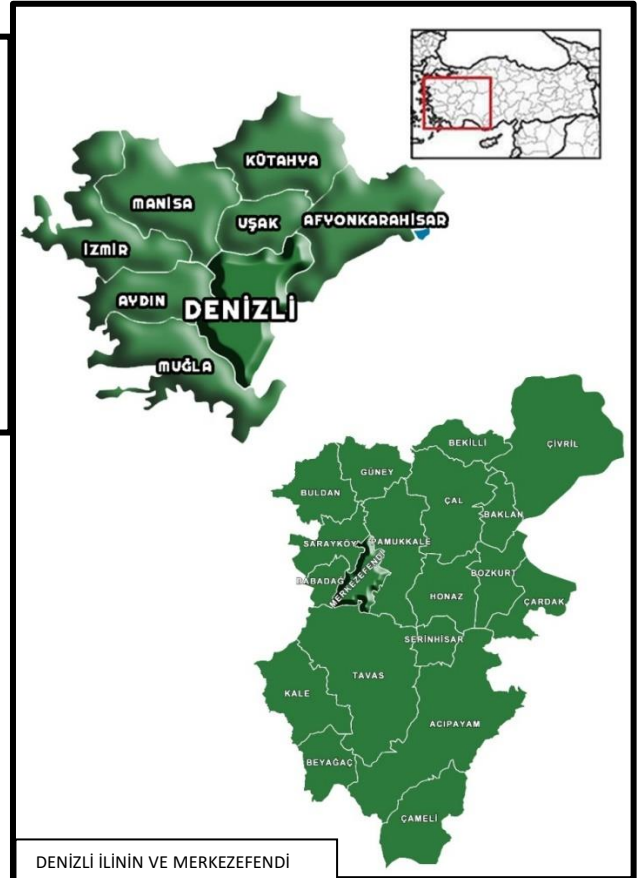 KÜTAHYA
MANİSA
UŞAK
AFYONKARAHİSAR
İZMİR
AYDIN
DENİZLİ
MUĞLA
BEKİLLİ
ÇİVRİL
GÜNEY
BULDAN
ÇAL
BAKLAN
SARAYKÖY
PAMUKKALE
BABADAĞ
MERKEZEFENDİ
BOZKURT
HONAZ
ÇARDAK
SERİNHİSAR
TAVAS
KALE
ACIPAYAM
BEYAĞAÇ
ÇAMELİ
DENİZLİ İLİNİN VE MERKEZEFENDİ